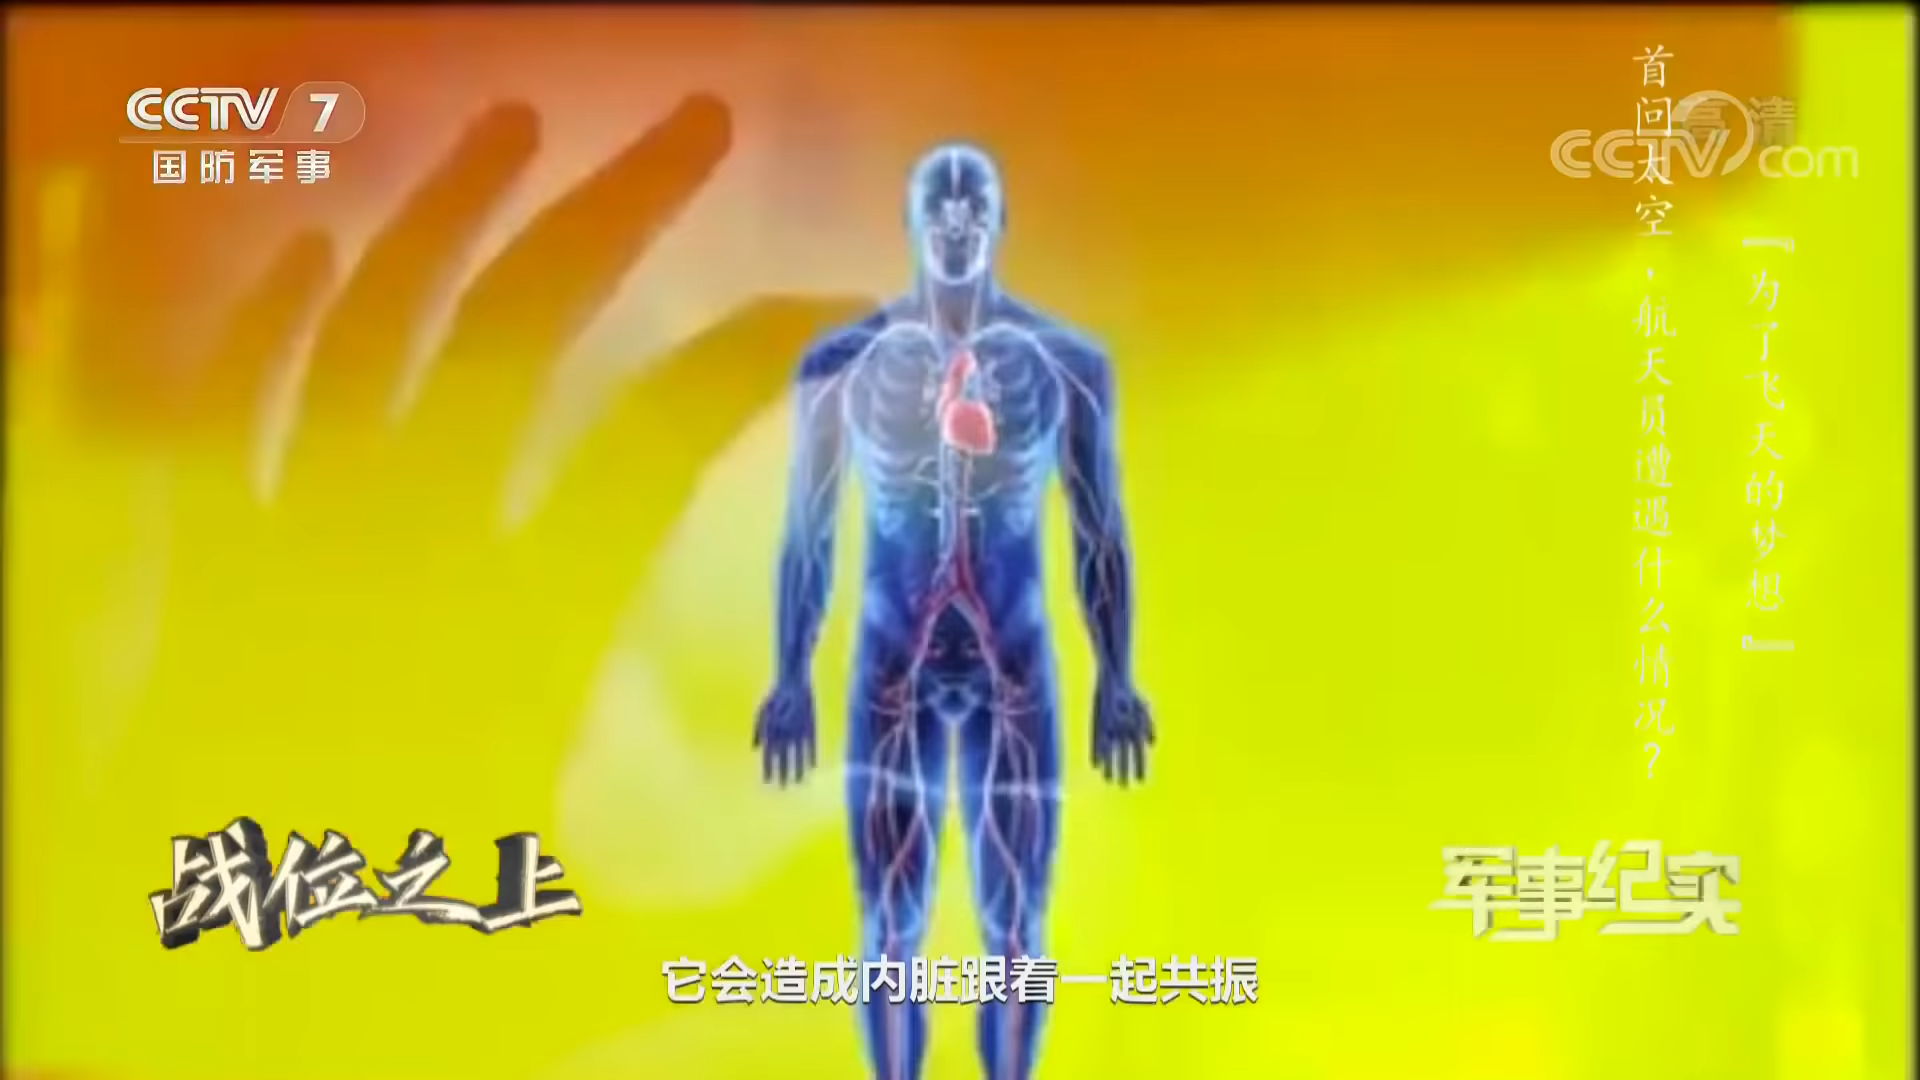 CCTV 7
国防军事
高清
CCTV.com
『为了飞天的梦想』
首问太空，航天员遭遇什么情况？
战位之上
军事纪实
它会造成内脏跟着一起共振